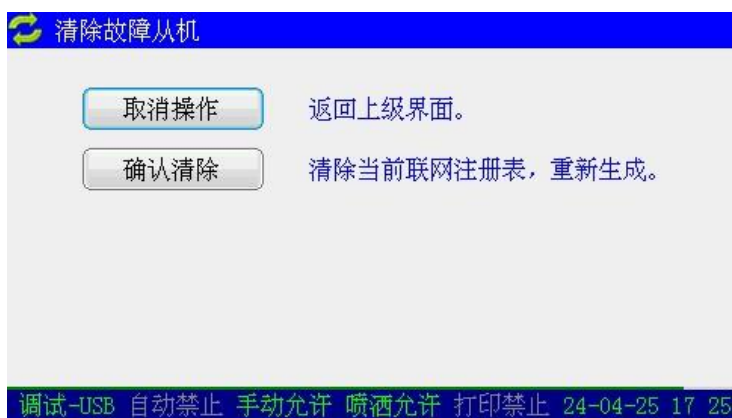 清除故障从机
取消操作 返回上级界面。
确认清除 清除当前联网注册表，重新生成。
调试-USB 自动禁止 手动允许 喷洒允许 打印禁止 24-04-25 17 25